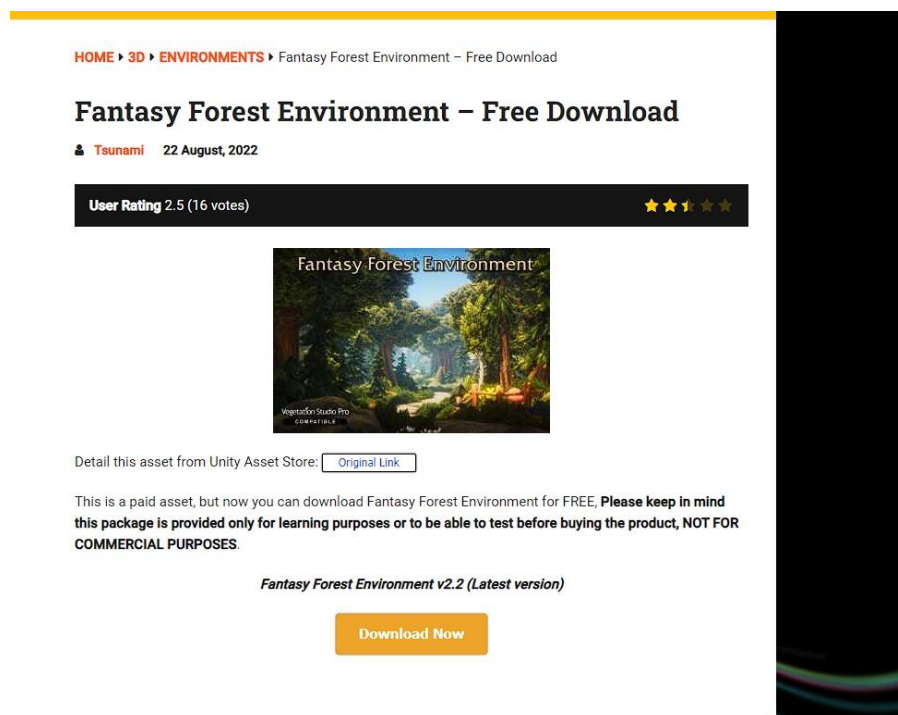 HOME ▸ 3D ▸ ENVIRONMENTS ▸ Fantasy Forest Environment – Free Download
Fantasy Forest Environment – Free Download
Tsunami 22 August, 2022
User Rating 2.5 (16 votes)
Fantasy Forest Environment
Vegetation Studio Pro
COMPATIBLE
Detail this asset from Unity Asset Store: Original Link
This is a paid asset, but now you can download Fantasy Forest Environment for FREE, Please keep in mind
this package is provided only for learning purposes or to be able to test before buying the product, NOT FOR
COMMERCIAL PURPOSES.
Fantasy Forest Environment v2.2 (Latest version)
Download Now